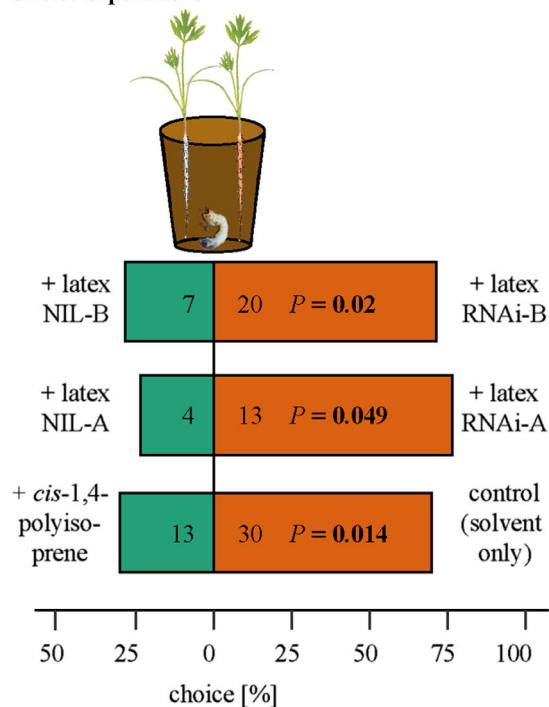 + latex
NIL-B
7
20
P = 0.02
+ latex
RNAi-B
+ latex
NIL-A
4
13
P = 0.049
+ latex
RNAi-A
+ cis-1,4-
polyiso-
prene
13
30
P = 0.014
control
(solvent
only)
50 25 0 25 50 75 100
choice [%]